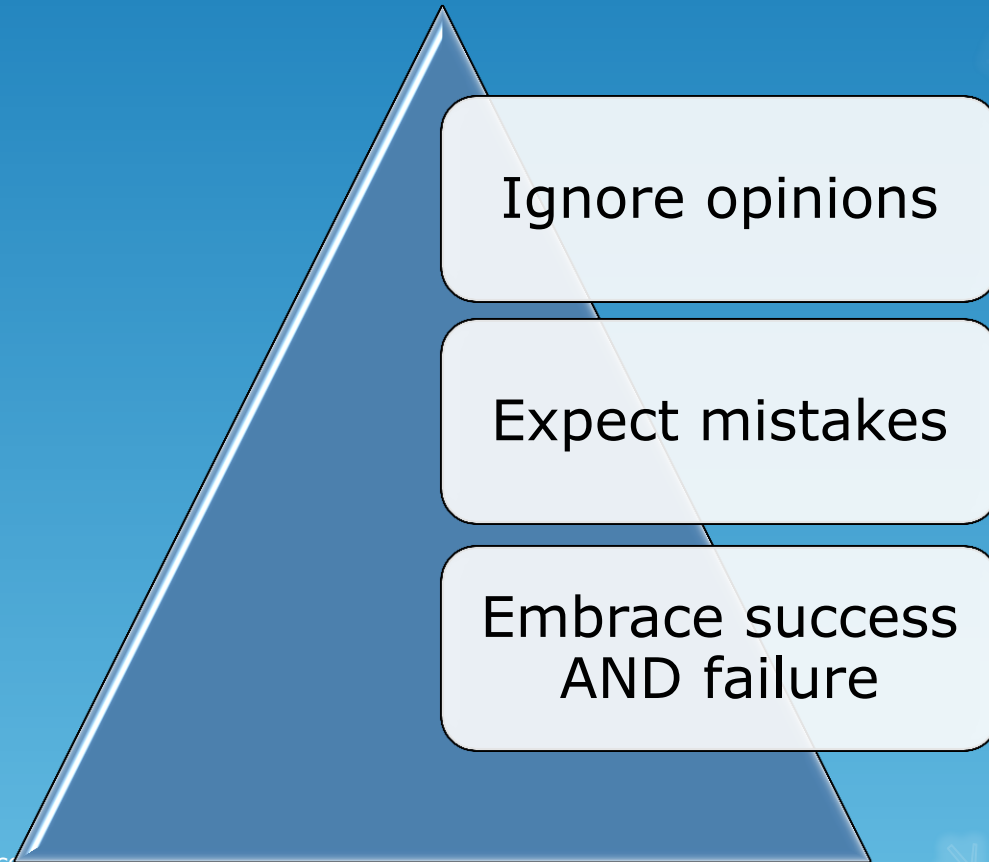 Ignore opinions
Expect mistakes
Embrace success
AND failure